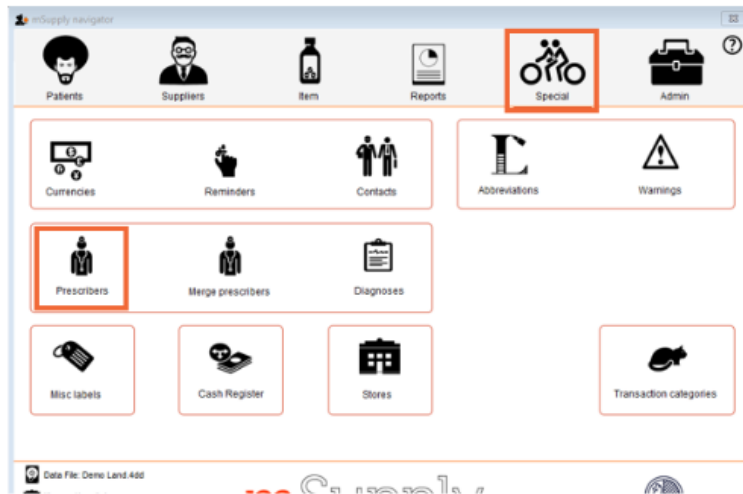 mSupply navigator
Patients Suppliers Item Reports Special Admin
Currencies Reminders Contacts Abbreviations Warnings
Prescribers Merge prescribers Diagnoses
Misc labels Cash Register Stores Transaction categories
Data File: Demo Land.4dd